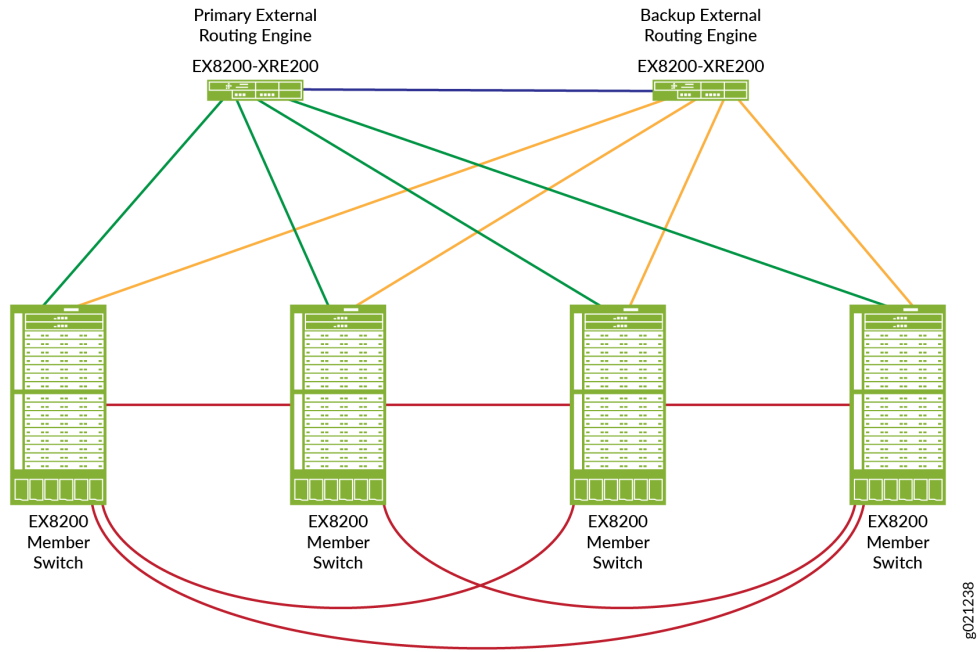 Primary External
Routing Engine
EX8200-XRE200
Backup External
Routing Engine
EX8200-XRE200
EX8200
Member
Switch
EX8200
Member
Switch
EX8200
Member
Switch
EX8200
Member
Switch
g021238